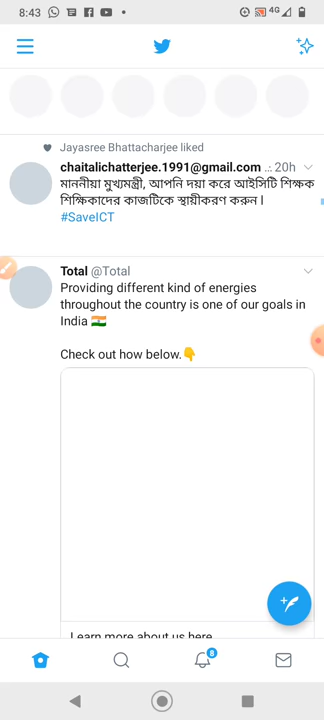 8:43
4G
Jayasree Bhattacharjee liked
chaitalichatterjee.1991@gmail.com .: 20h
মাননীয়া মুখ্যমন্ত্রী, আপনি দয়া করে আইসিটি শিক্ষক
শিক্ষিকাদের কাজটিকে স্থায়ীকরণ করুন।
#SaveICT
Total @Total
Providing different kind of energies
throughout the country is one of our goals in
India 🇮🇳
Check out how below.👇
Learn more about us here
8